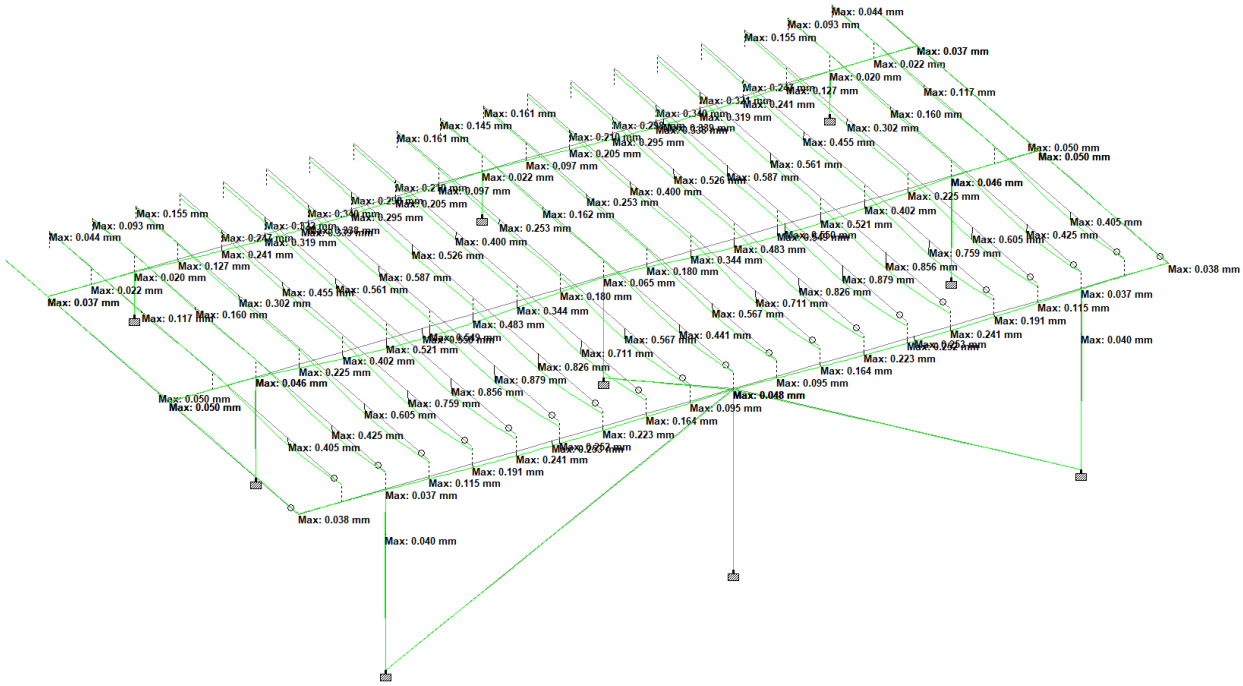 Max: 0.044 mm
Max: 0.093 mm
Max: 0.155 mm
Max: 0.037 mm
Max: 0.022 mm
Max: 0.020 mm
Max: 0.127 mm
Max: 0.117 mm
Max: 0.241 mm
Max: 0.319 mm
Max: 0.161 mm
Max: 0.145 mm
Max: 0.161 mm
Max: 0.160 mm
Max: 0.302 mm
Max: 0.455 mm
Max: 0.295 mm
Max: 0.205 mm
Max: 0.097 mm
Max: 0.022 mm
Max: 0.050 mm
Max: 0.050 mm
Max: 0.561 mm
Max: 0.587 mm
Max: 0.526 mm
Max: 0.400 mm
Max: 0.253 mm
Max: 0.162 mm
Max: 0.046 mm
Max: 0.225 mm
Max: 0.402 mm
Max: 0.521 mm
Max: 0.097 mm
Max: 0.205 mm
Max: 0.295 mm
Max: 0.155 mm
Max: 0.093 mm
Max: 0.044 mm
Max: 0.253 mm
Max: 0.400 mm
Max: 0.526 mm
Max: 0.405 mm
Max: 0.425 mm
Max: 0.605 mm
Max: 0.759 mm
Max: 0.856 mm
Max: 0.879 mm
Max: 0.826 mm
Max: 0.711 mm
Max: 0.567 mm
Max: 0.441 mm
Max: 0.483 mm
Max: 0.344 mm
Max: 0.180 mm
Max: 0.065 mm
Max: 0.180 mm
Max: 0.344 mm
Max: 0.483 mm
Max: 0.319 mm
Max: 0.241 mm
Max: 0.127 mm
Max: 0.020 mm
Max: 0.022 mm
Max: 0.037 mm
Max: 0.587 mm
Max: 0.561 mm
Max: 0.455 mm
Max: 0.302 mm
Max: 0.160 mm
Max: 0.117 mm
Max: 0.038 mm
Max: 0.037 mm
Max: 0.115 mm
Max: 0.191 mm
Max: 0.241 mm
Max: 0.040 mm
Max: 0.223 mm
Max: 0.164 mm
Max: 0.095 mm
Max: 0.048 mm
Max: 0.095 mm
Max: 0.164 mm
Max: 0.223 mm
Max: 0.567 mm
Max: 0.711 mm
Max: 0.826 mm
Max: 0.879 mm
Max: 0.856 mm
Max: 0.759 mm
Max: 0.605 mm
Max: 0.425 mm
Max: 0.405 mm
Max: 0.521 mm
Max: 0.402 mm
Max: 0.225 mm
Max: 0.046 mm
Max: 0.050 mm
Max: 0.050 mm
Max: 0.241 mm
Max: 0.191 mm
Max: 0.115 mm
Max: 0.037 mm
Max: 0.038 mm
Max: 0.040 mm